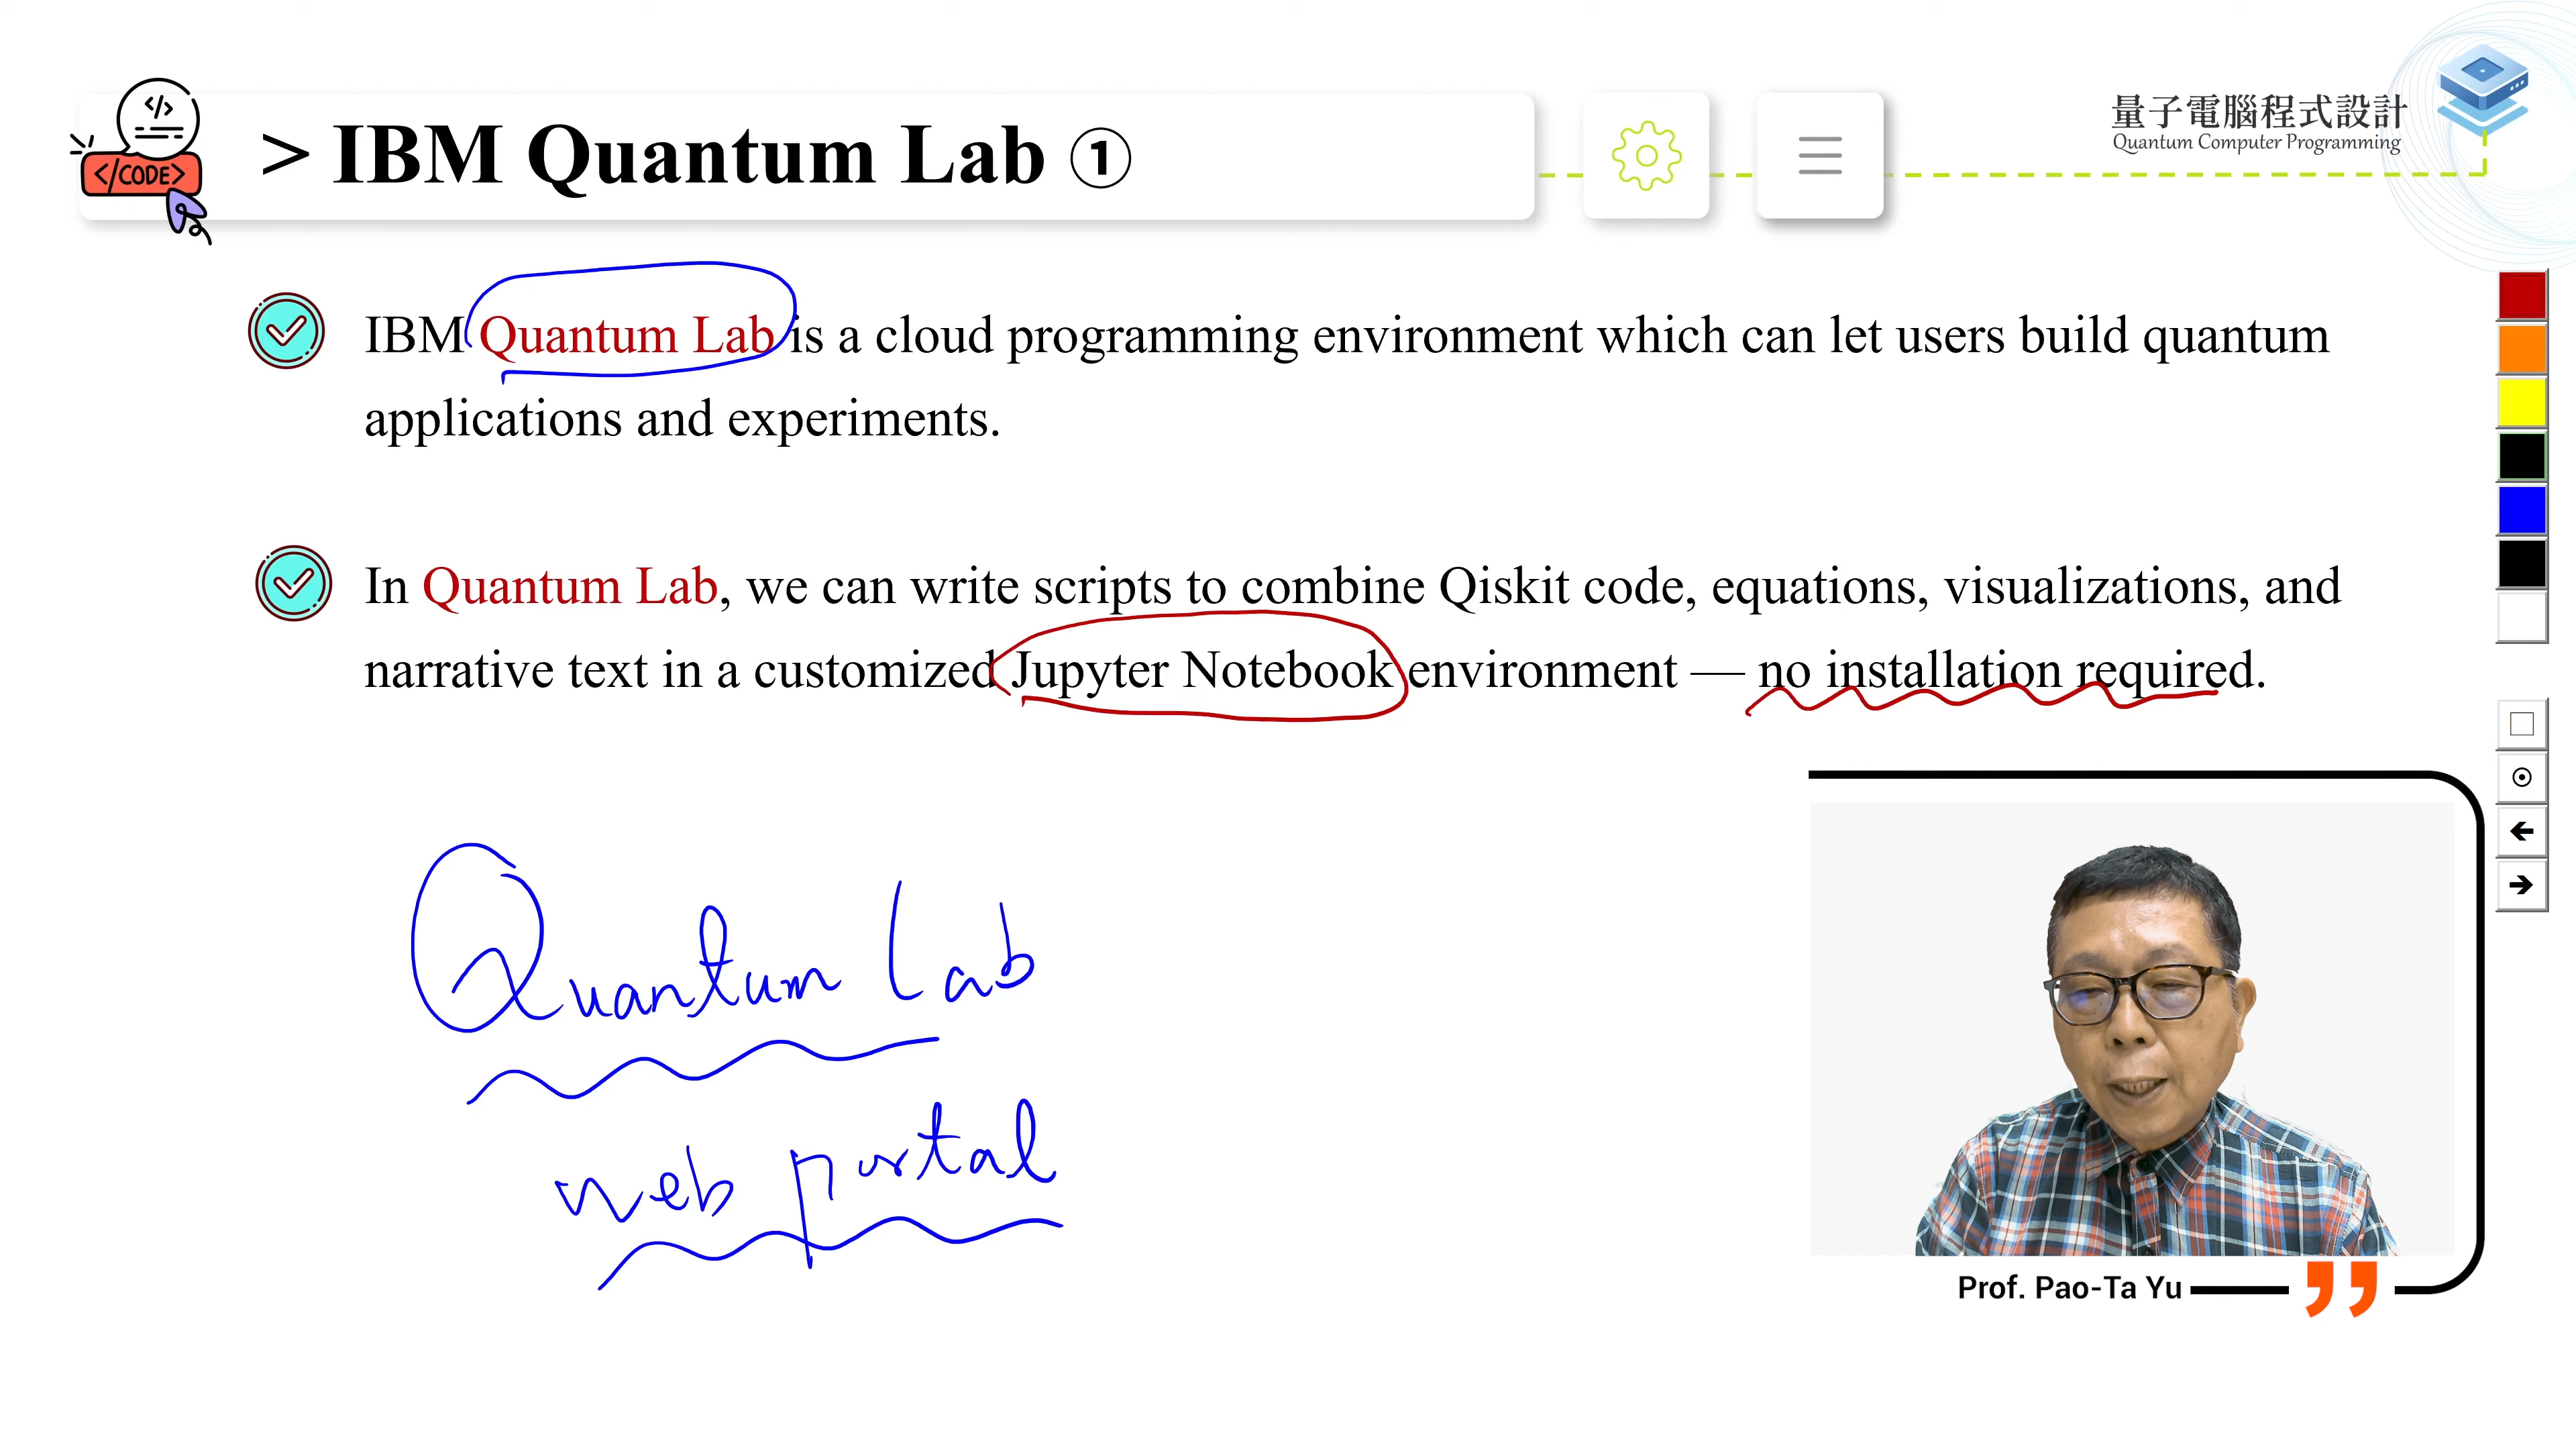 </>
</CODE>
> IBM Quantum Lab ①
量子電腦程式設計
Quantum Computer Programming
IBM Quantum Lab is a cloud programming environment which can let users build quantum
applications and experiments.
In Quantum Lab, we can write scripts to combine Qiskit code, equations, visualizations, and
narrative text in a customized Jupyter Notebook environment — no installation required.
Quantum Lab
web portal
Prof. Pao-Ta Yu